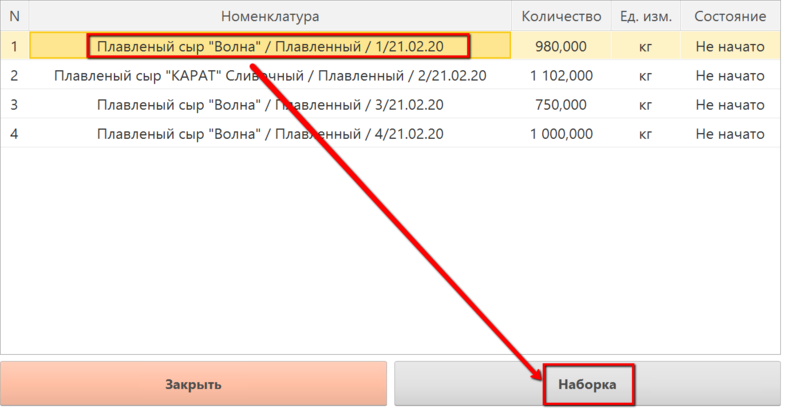 N Номенклатура Количество Ед. изм. Состояние
1 Плавленый сыр "Волна" / Плавленный / 1/21.02.20 980,000 кг Не начато
2 Плавленый сыр "КАРАТ" Сливочный / Плавленный / 2/21.02.20 1 102,000 кг Не начато
3 Плавленый сыр "Волна" / Плавленный / 3/21.02.20 750,000 кг Не начато
4 Плавленый сыр "Волна" / Плавленный / 4/21.02.20 1 000,000 кг Не начато
Закрыть Наборка